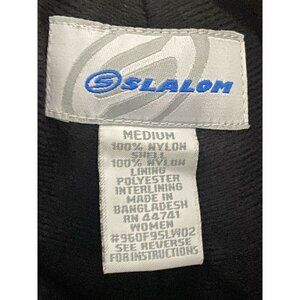 SLALOM
MEDIUM
100% NYLON
SHELL
100% NYLON
LINING
POLYESTER
INTERLINING
MADE IN
BANGLADESH
RN 44741
WOMEN
#960F9SLW02
SEE REVERSE
FOR INSTRUCTIONS